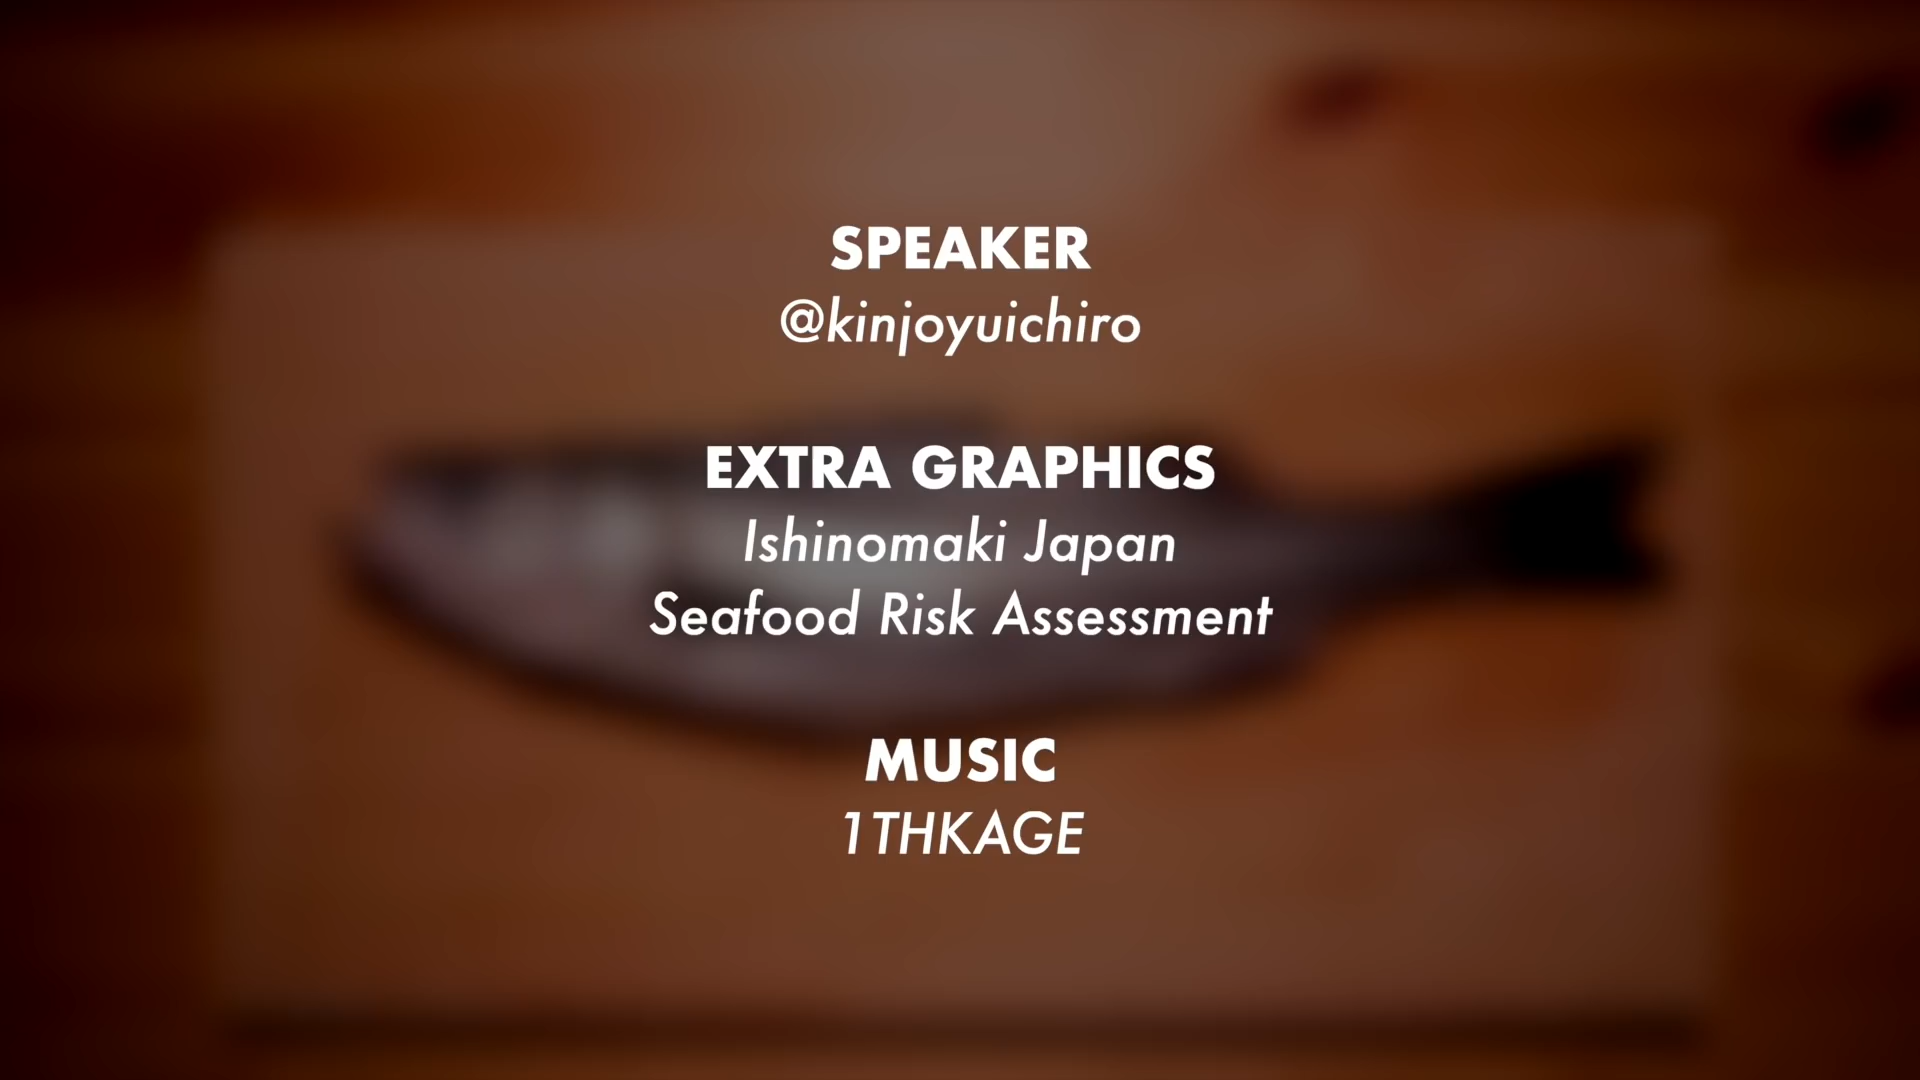 SPEAKER
@kinjoyuichiro
EXTRA GRAPHICS
Ishinomaki Japan
Seafood Risk Assessment
MUSIC
1THKAGE